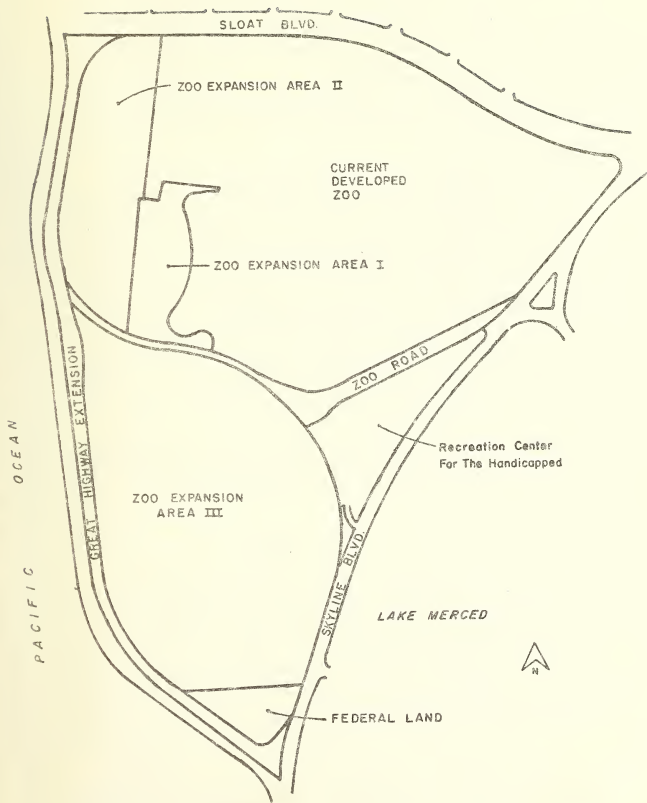 SLOAT BLVD.
ZOO EXPANSION AREA II
CURRENT
DEVELOPED
ZOO
ZOO EXPANSION AREA I
ZOO ROAD
GREAT HIGHWAY EXTENSION
PACIFIC OCEAN
Recreation Center
For The Handicapped
ZOO EXPANSION
AREA III
SKYLINE BLVD.
LAKE MERCED
N
FEDERAL LAND